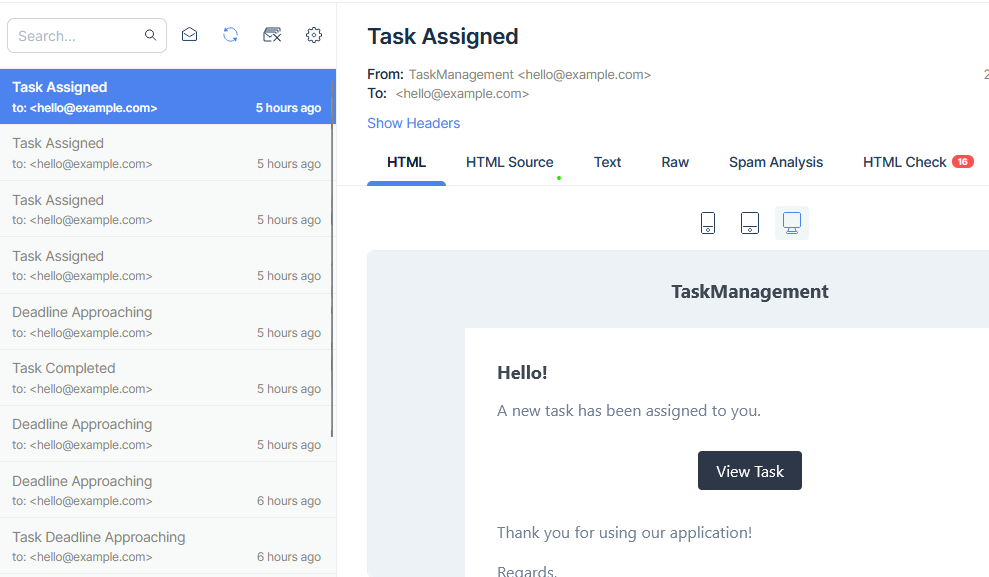 Search...
Task Assigned
to: <hello@example.com> 5 hours ago
Task Assigned
to: <hello@example.com> 5 hours ago
Task Assigned
to: <hello@example.com> 5 hours ago
Task Assigned
to: <hello@example.com> 5 hours ago
Deadline Approaching
to: <hello@example.com> 5 hours ago
Task Completed
to: <hello@example.com> 5 hours ago
Deadline Approaching
to: <hello@example.com> 5 hours ago
Deadline Approaching
to: <hello@example.com> 6 hours ago
Task Deadline Approaching
to: <hello@example.com> 6 hours ago
Task Assigned
From: TaskManagement <hello@example.com> 2
To: <hello@example.com>
Show Headers
HTML HTML Source Text Raw Spam Analysis HTML Check 16
TaskManagement
Hello!
A new task has been assigned to you.
View Task
Thank you for using our application!
Regards,